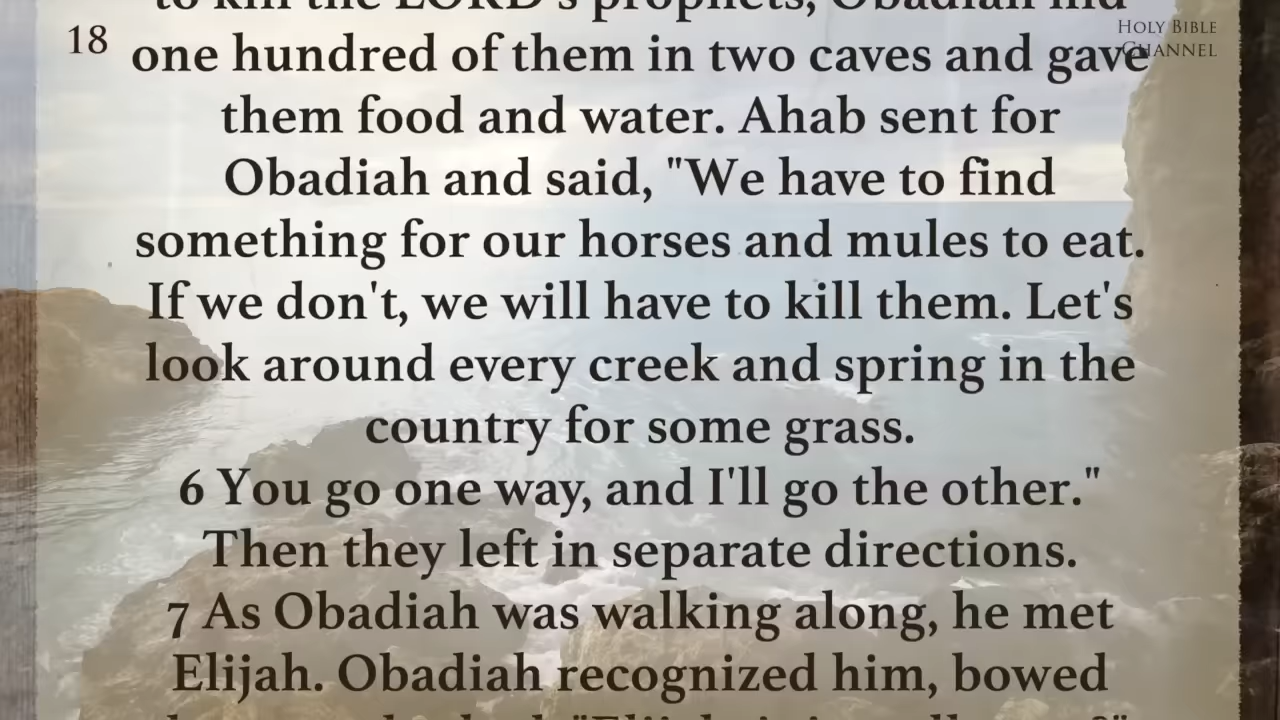 to kill the LORD's prophets, Obadiah hid
18
HOLY BIBLE
CHANNEL
one hundred of them in two caves and gave
them food and water. Ahab sent for
Obadiah and said, "We have to find
something for our horses and mules to eat.
If we don't, we will have to kill them. Let's
look around every creek and spring in the
country for some grass.
6 You go one way, and I'll go the other."
Then they left in separate directions.
7 As Obadiah was walking along, he met
Elijah. Obadiah recognized him, bowed